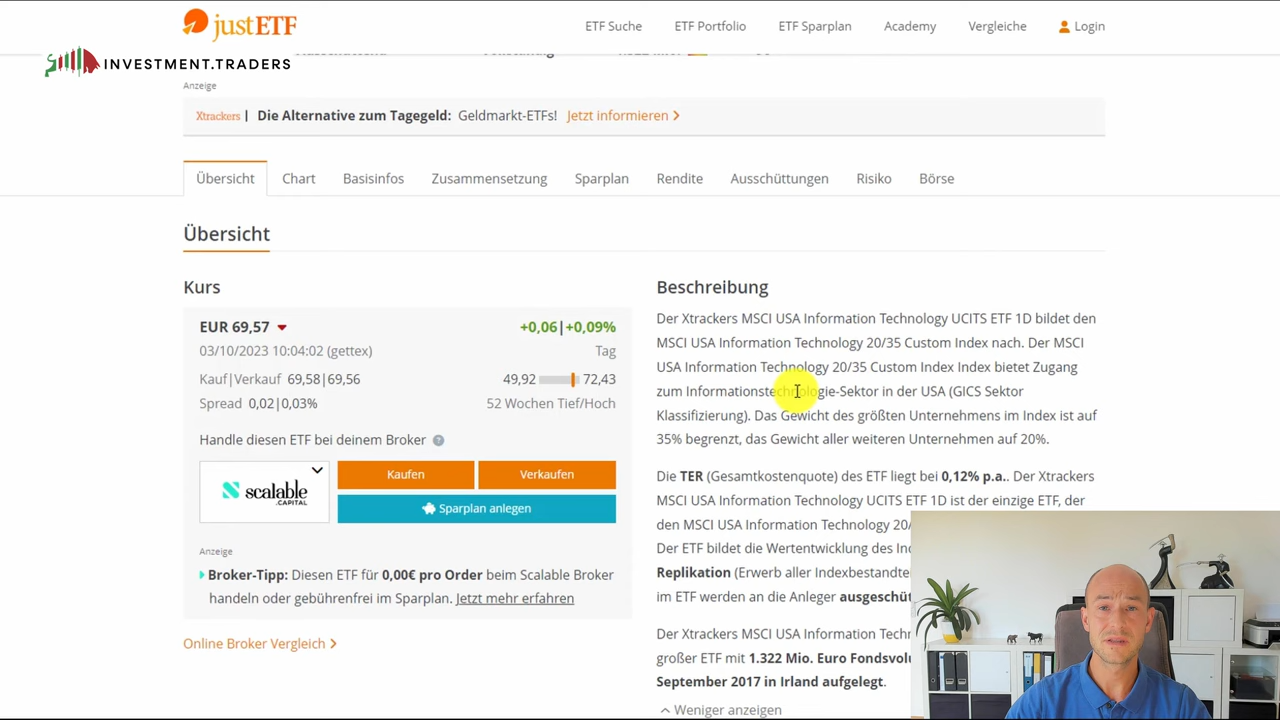 justETF
ETF Suche
ETF Portfolio
ETF Sparplan
Academy
Vergleiche
Login
INVESTMENT.TRADERS
Anzeige
Xtrackers | Die Alternative zum Tagegeld: Geldmarkt-ETFs! Jetzt informieren
Übersicht
Chart
Basisinfos
Zusammensetzung
Sparplan
Rendite
Ausschüttungen
Risiko
Börse
Übersicht
Kurs
EUR 69,57
+0,06|+0,09%
03/10/2023 10:04:02 (gettex)
Tag
Kauf|Verkauf 69,58|69,56
49,92
72,43
Spread 0,02|0,03%
52 Wochen Tief/Hoch
Handle diesen ETF bei deinem Broker ?
scalable
CAPITAL
Kaufen
Verkaufen
Sparplan anlegen
Anzeige
Broker-Tipp: Diesen ETF für 0,00€ pro Order beim Scalable Broker
handeln oder gebührenfrei im Sparplan. Jetzt mehr erfahren
Online Broker Vergleich
Beschreibung
Der Xtrackers MSCI USA Information Technology UCITS ETF 1D bildet den
MSCI USA Information Technology 20/35 Custom Index nach. Der MSCI
USA Information Technology 20/35 Custom Index Index bietet Zugang
zum Informationstechnologie-Sektor in der USA (GICS Sektor
Klassifizierung). Das Gewicht des größten Unternehmens im Index ist auf
35% begrenzt, das Gewicht aller weiteren Unternehmen auf 20%.
Die TER (Gesamtkostenquote) des ETF liegt bei 0,12% p.a.. Der Xtrackers
MSCI USA Information Technology UCITS ETF 1D ist der einzige ETF, der
den MSCI USA Information Technology 20/
Der ETF bildet die Wertentwicklung des
Replikation (Erwerb aller
im ETF werden an die Anleger
Der Xtrackers MSCI USA Information
großer ETF mit 1.322 Mio. Euro
September 2017 in Irland aufgelegt.
Weniger anzeigen